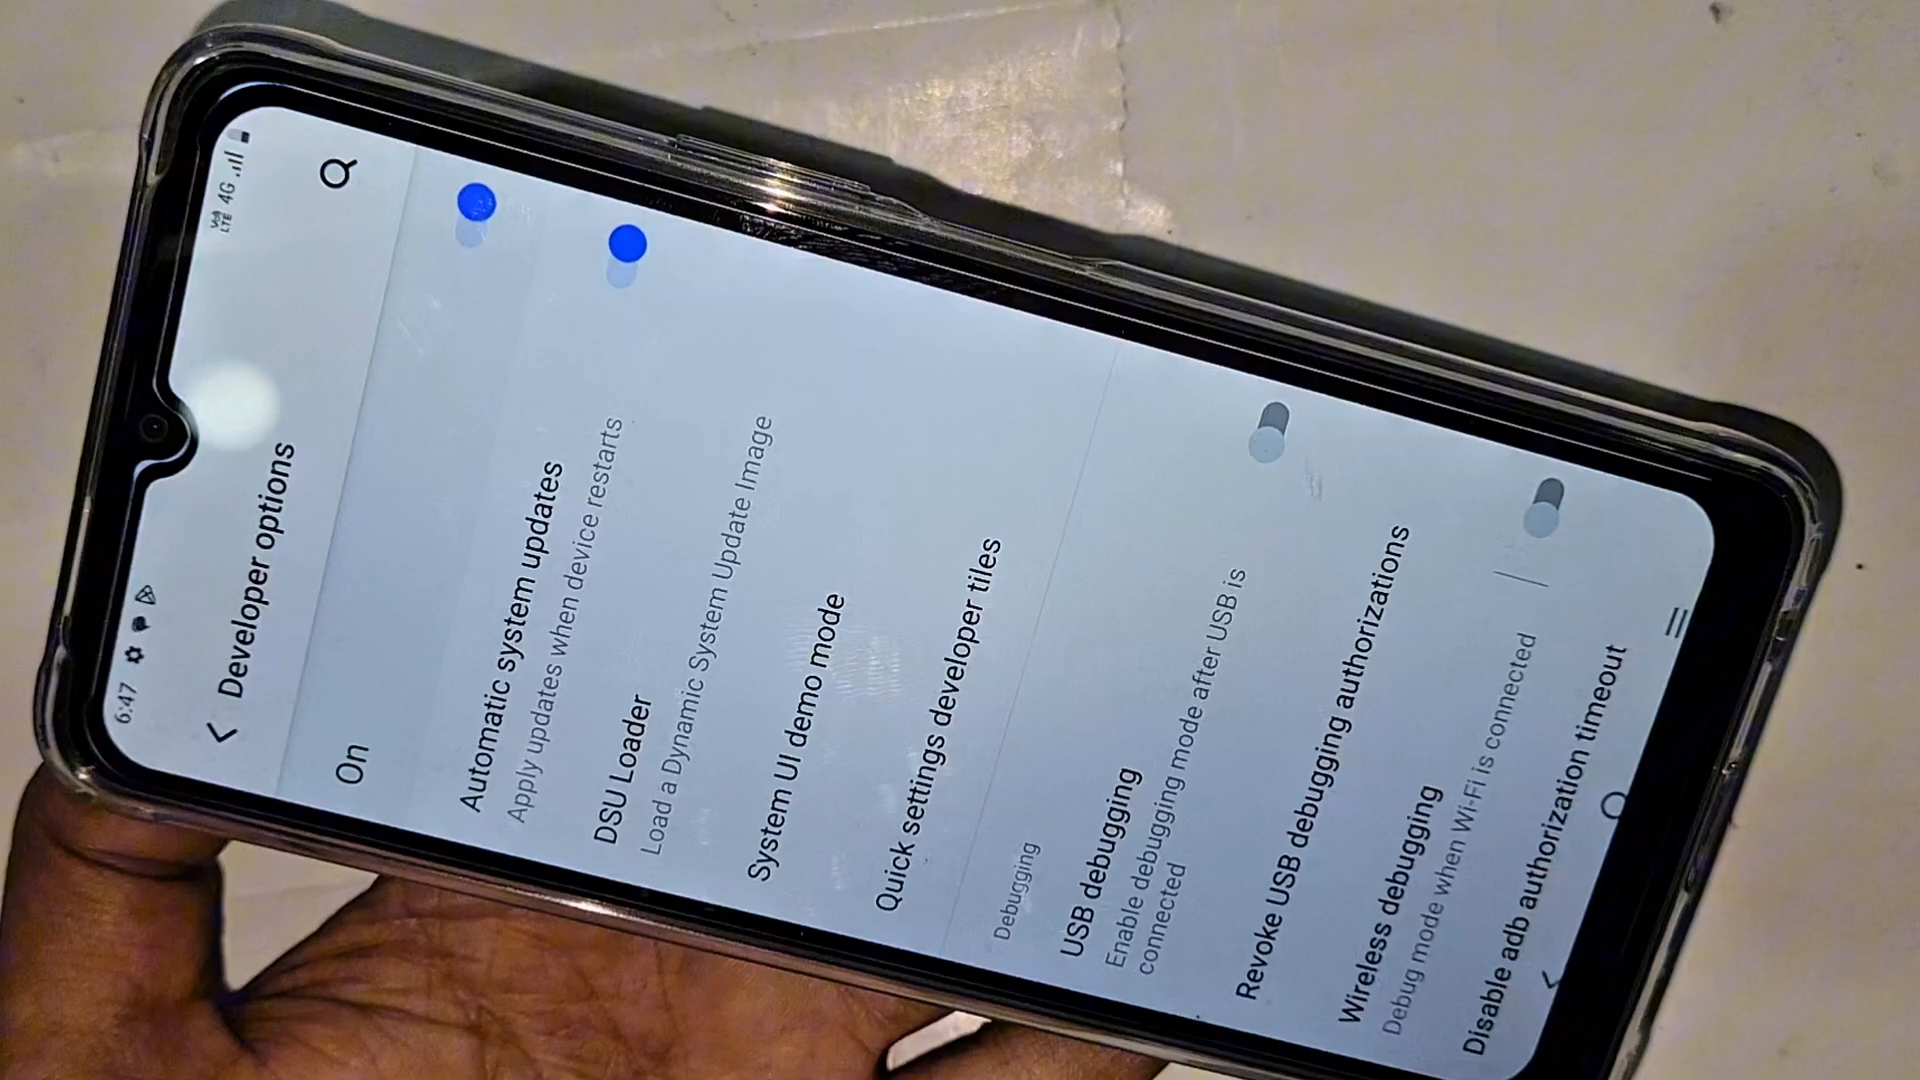 6:47
Vo) LTE 4G
Developer options
On
Automatic system updates
Apply updates when device restarts
DSU Loader
Load a Dynamic System Update Image
System UI demo mode
Quick settings developer tiles
Debugging
USB debugging
Enable debugging mode after USB is
connected
Revoke USB debugging authorizations
Wireless debugging
Debug mode when Wi-Fi is connected
Disable adb authorization timeout